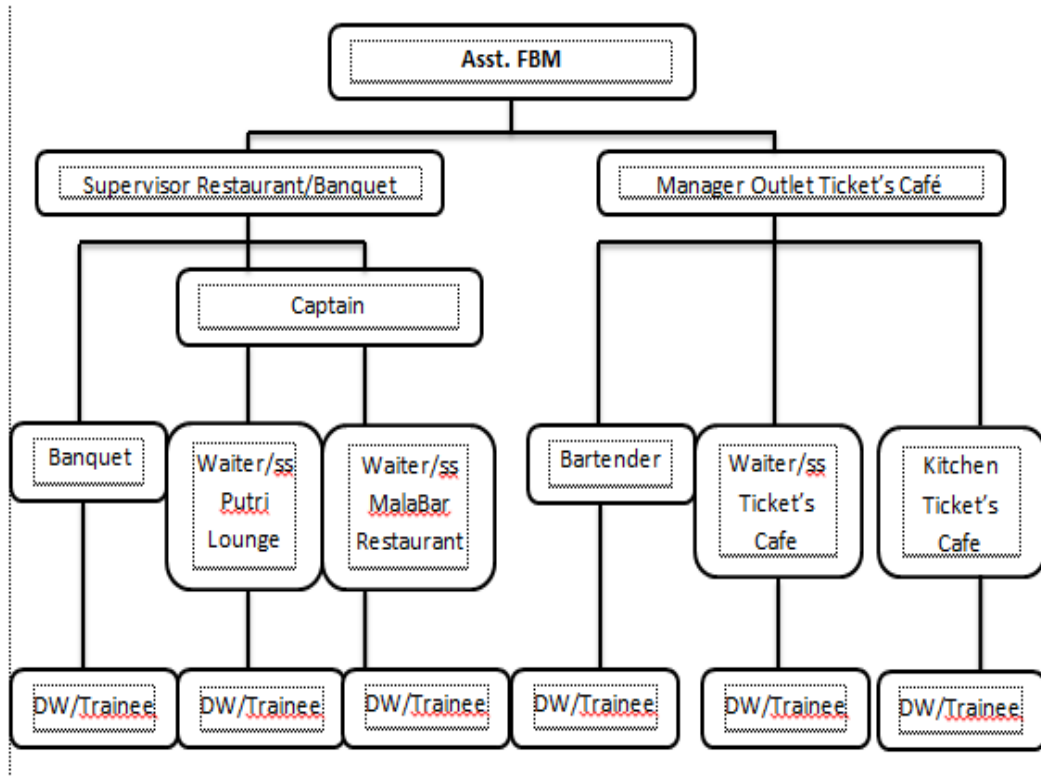 Asst. FBM
Supervisor Restaurant/Banquet
Manager Outlet Ticket’s Café
Captain
Banquet
Waiter/ss
Putri
Lounge
Waiter/ss
MalaBar
Restaurant
Bartender
Waiter/ss
Ticket’s
Cafe
Kitchen
Ticket’s
Cafe
DW/Trainee
DW/Trainee
DW/Trainee
DW/Trainee
DW/Trainee
DW/Trainee